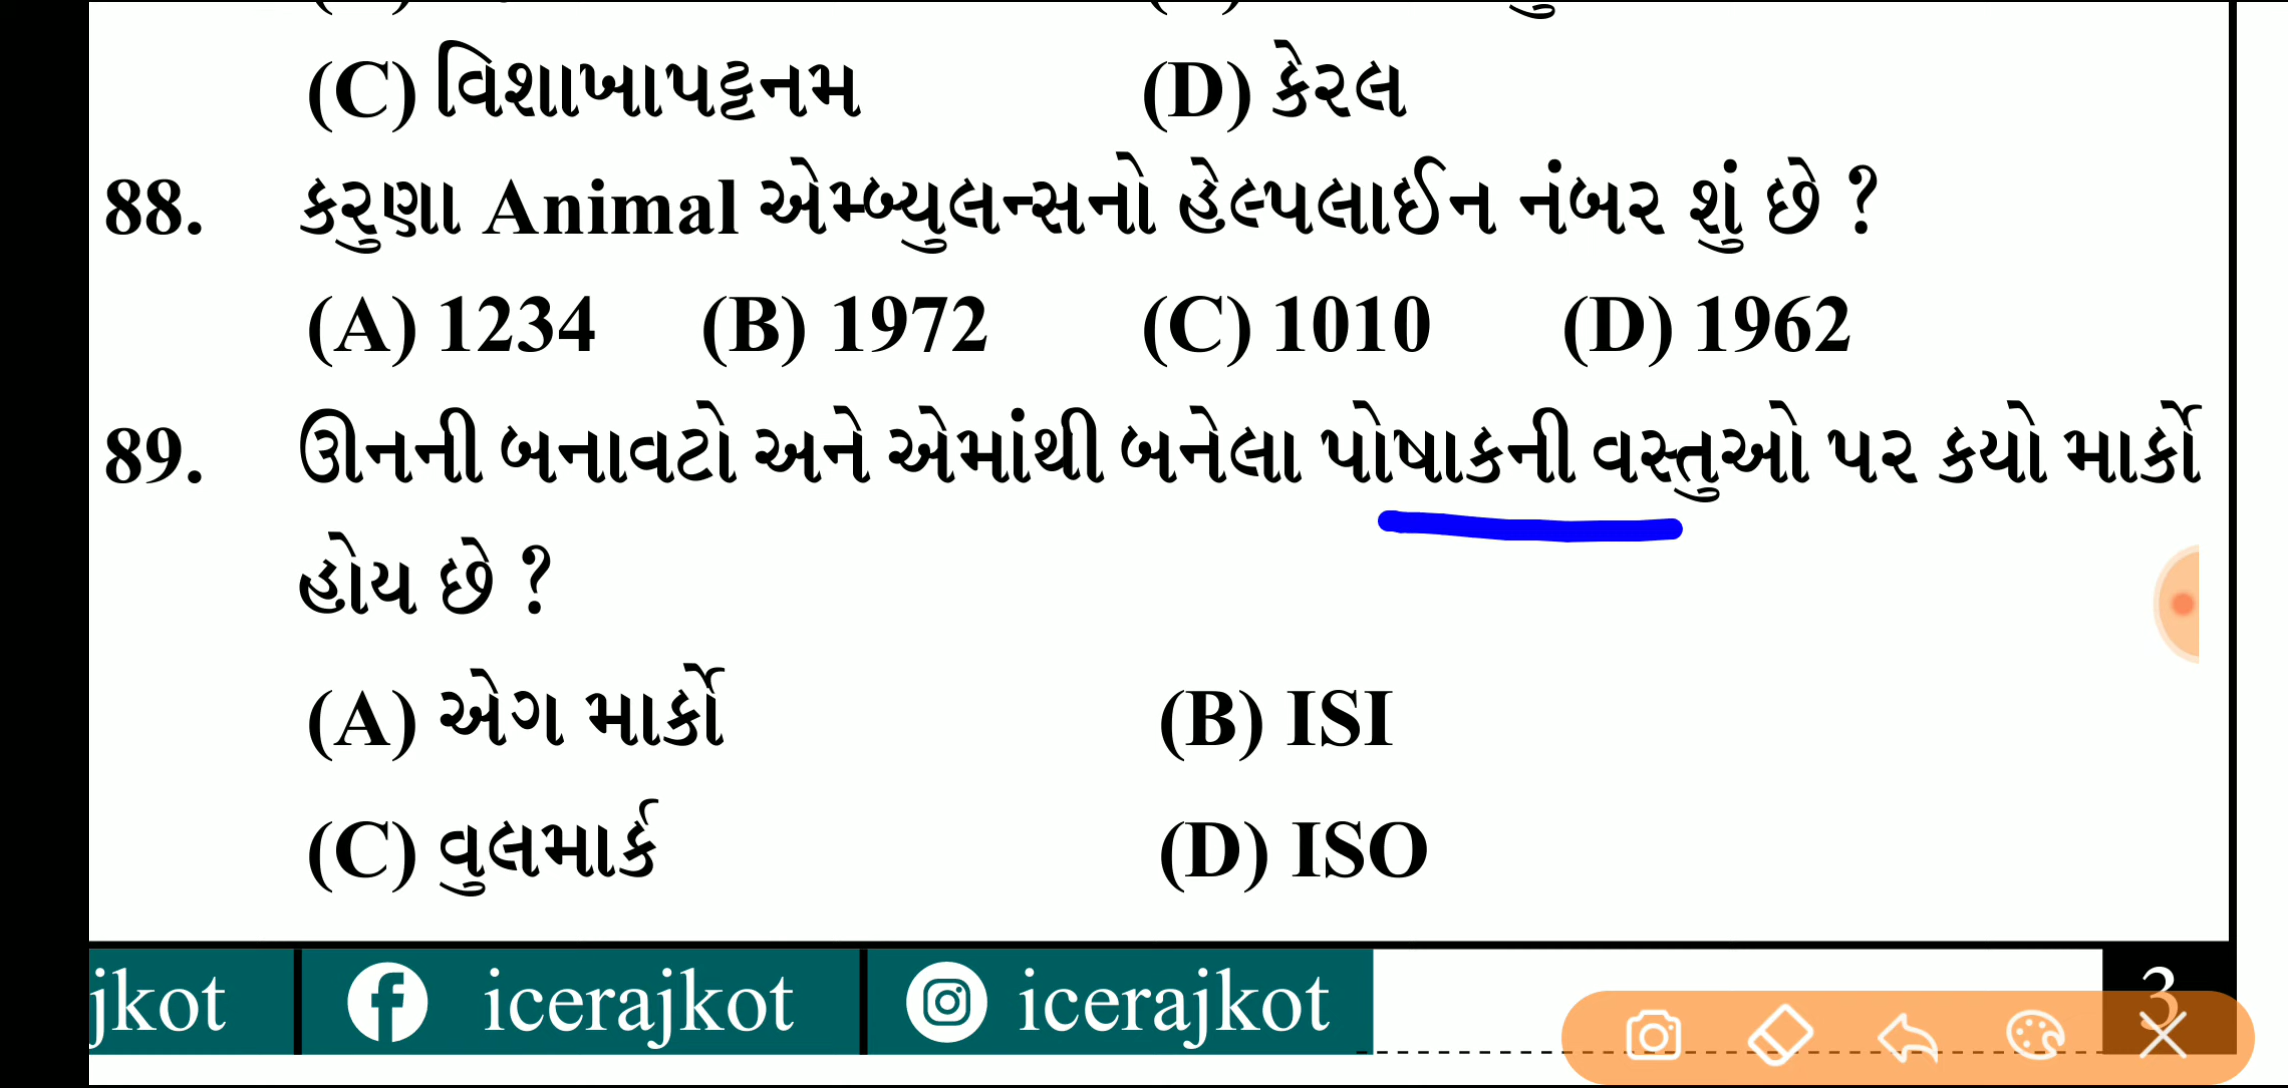 (C) વિશાખાપટ્ટનમ (D) કેરલ
88. કરુણા Animal એમ્બ્યુલન્સનો હેલ્પલાઈન નંબર શું છે ?
(A) 1234 (B) 1972 (C) 1010 (D) 1962
89. ઊનની બનાવટો અને એમાંથી બનેલા પોષાકની વસ્તુઓ પર કયો માર્કો
હોય છે ?
(A) એગ માર્કો (B) ISI
(C) વુલમાર્ક (D) ISO
jkot icerajkot icerajkot 3